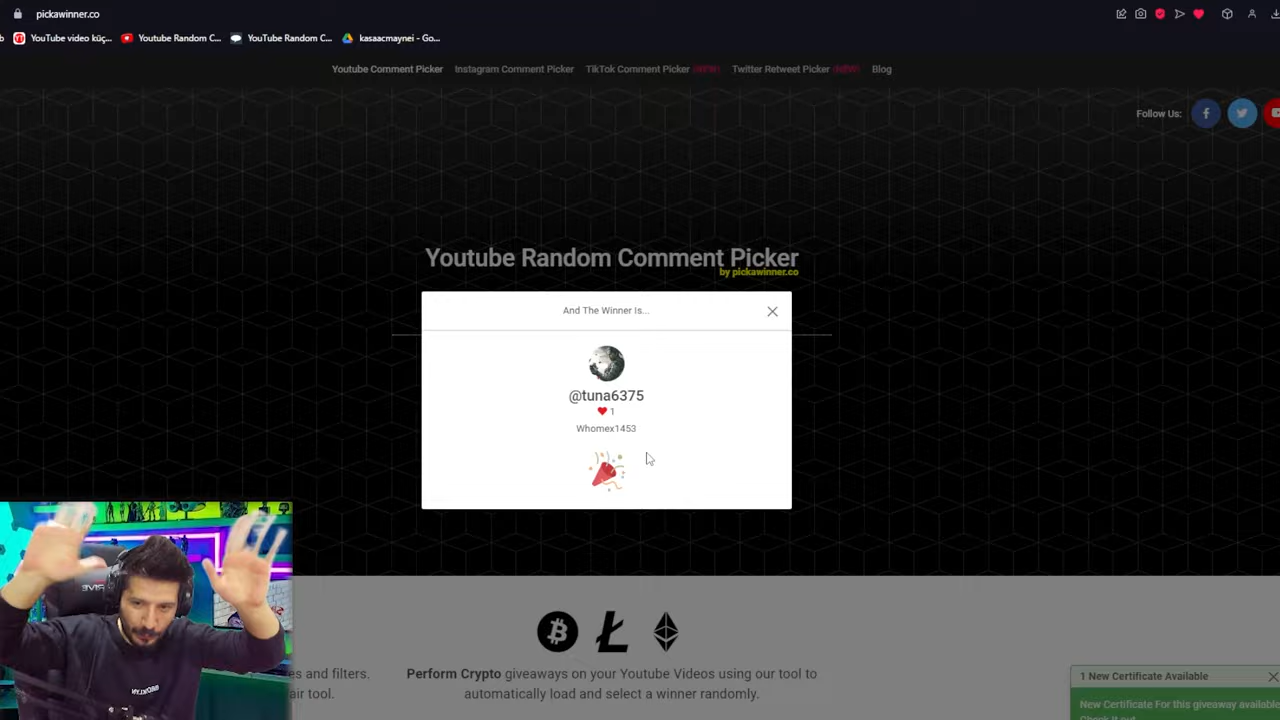 pickawinner.co
YouTube video küç...
Youtube Random C...
YouTube Random C...
kasaacmaynei - Go...
Youtube Comment Picker
Instagram Comment Picker
TikTok Comment Picker (NEW)
Twitter Retweet Picker (NEW)
Blog
Follow Us:
Youtube Random Comment Picker
by pickawinner.co
And The Winner Is...
@tuna6375
1
Whomex1453
es and filters.
air tool.
Perform Crypto giveaways on your Youtube Videos using our tool to
automatically load and select a winner randomly.
1 New Certificate Available
New Certificate For this giveaway available
Check it out